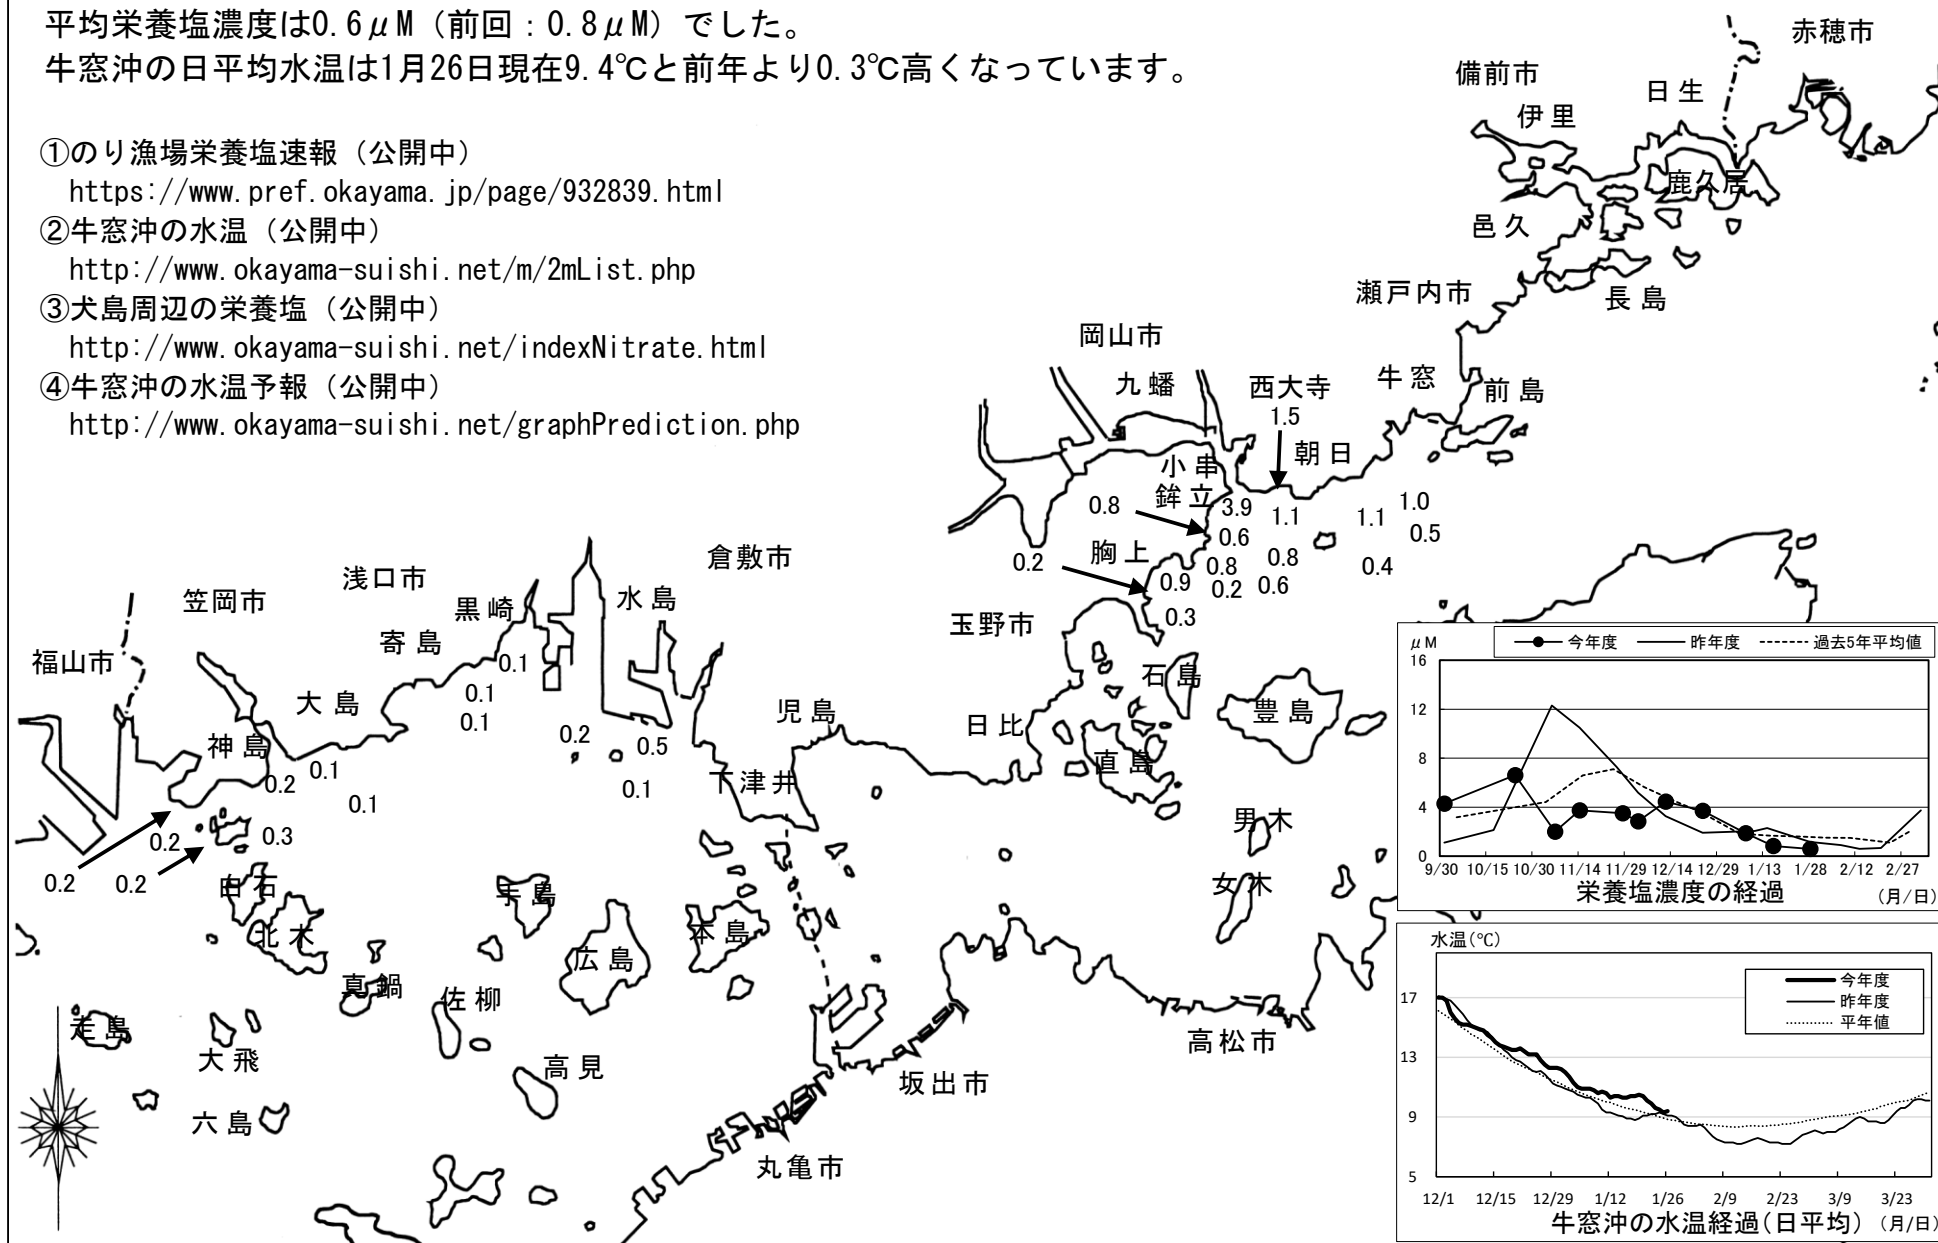 平均栄養塩濃度は0.6μM（前回：0.8μM）でした。
牛窓沖の日平均水温は1月26日現在9.4℃と前年より0.3℃高くなっています。
①のり漁場栄養塩速報（公開中）
https://www.pref.okayama.jp/page/932839.html
②牛窓沖の水温（公開中）
http://www.okayama-suishi.net/m/2mList.php
③犬島周辺の栄養塩（公開中）
http://www.okayama-suishi.net/indexNitrate.html
④牛窓沖の水温予報（公開中）
http://www.okayama-suishi.net/graphPrediction.php
赤穂市
備前市
日生
伊里
鹿久居
邑久
瀬戸内市
長島
岡山市
九蟠
西大寺
牛窓
前島
1.5
朝日
小串
鉾立
0.8
3.9
1.1
1.1
1.0
0.5
0.6
胸上
0.2
0.8
0.8
0.4
0.9
0.2
0.6
0.3
倉敷市
浅口市
笠岡市
黒崎
水島
玉野市
寄島
福山市
0.1
石島
大島
0.1
0.1
児島
日比
豊島
神島
0.2
0.5
直島
0.1
0.2
下津井
0.1
0.1
男木
0.2
0.3
0.2
0.2
白石
手島
女木
北木
本島
広島
真鍋
佐柳
走島
大飛
高見
高松市
坂出市
六島
丸亀市
μM
今年度
昨年度
過去5年平均値
16
12
8
4
0
9/30 10/15 10/30 11/14 11/29 12/14 12/29 1/13 1/28 2/12 2/27
栄養塩濃度の経過
(月/日)
水温(℃)
今年度
昨年度
平年値
17
13
9
5
12/1 12/15 12/29 1/12 1/26 2/9 2/23 3/9 3/23
牛窓沖の水温経過(日平均)
(月/日)